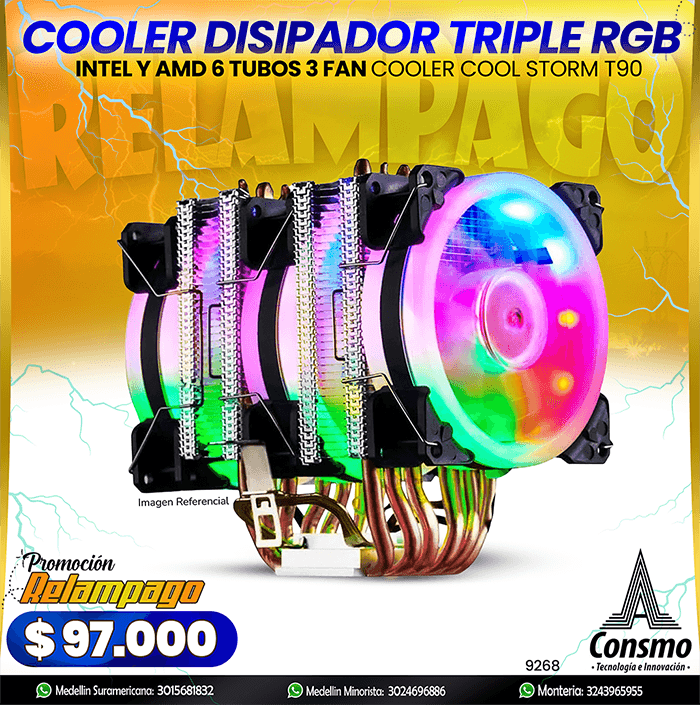 COOLER DISIPADOR TRIPLE RGB
INTEL Y AMD 6 TUBOS 3 FAN COOLER COOL STORM T90
RELAMPAGO
Imagen Referencial
Promoción
Relampago
$ 97.000
Consmo
• Tecnología e Innovación •
9268
Medellin Suramericana: 3015681832
Medellin Minorista: 3024696886
Monteria: 3243965955